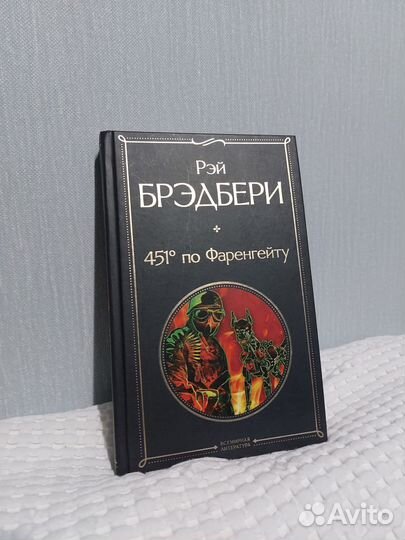 Рэй
БРЭДБЕРИ
451° по Фаренгейту
ВСЕМИРНАЯ
ЛИТЕРАТУРА
Avito